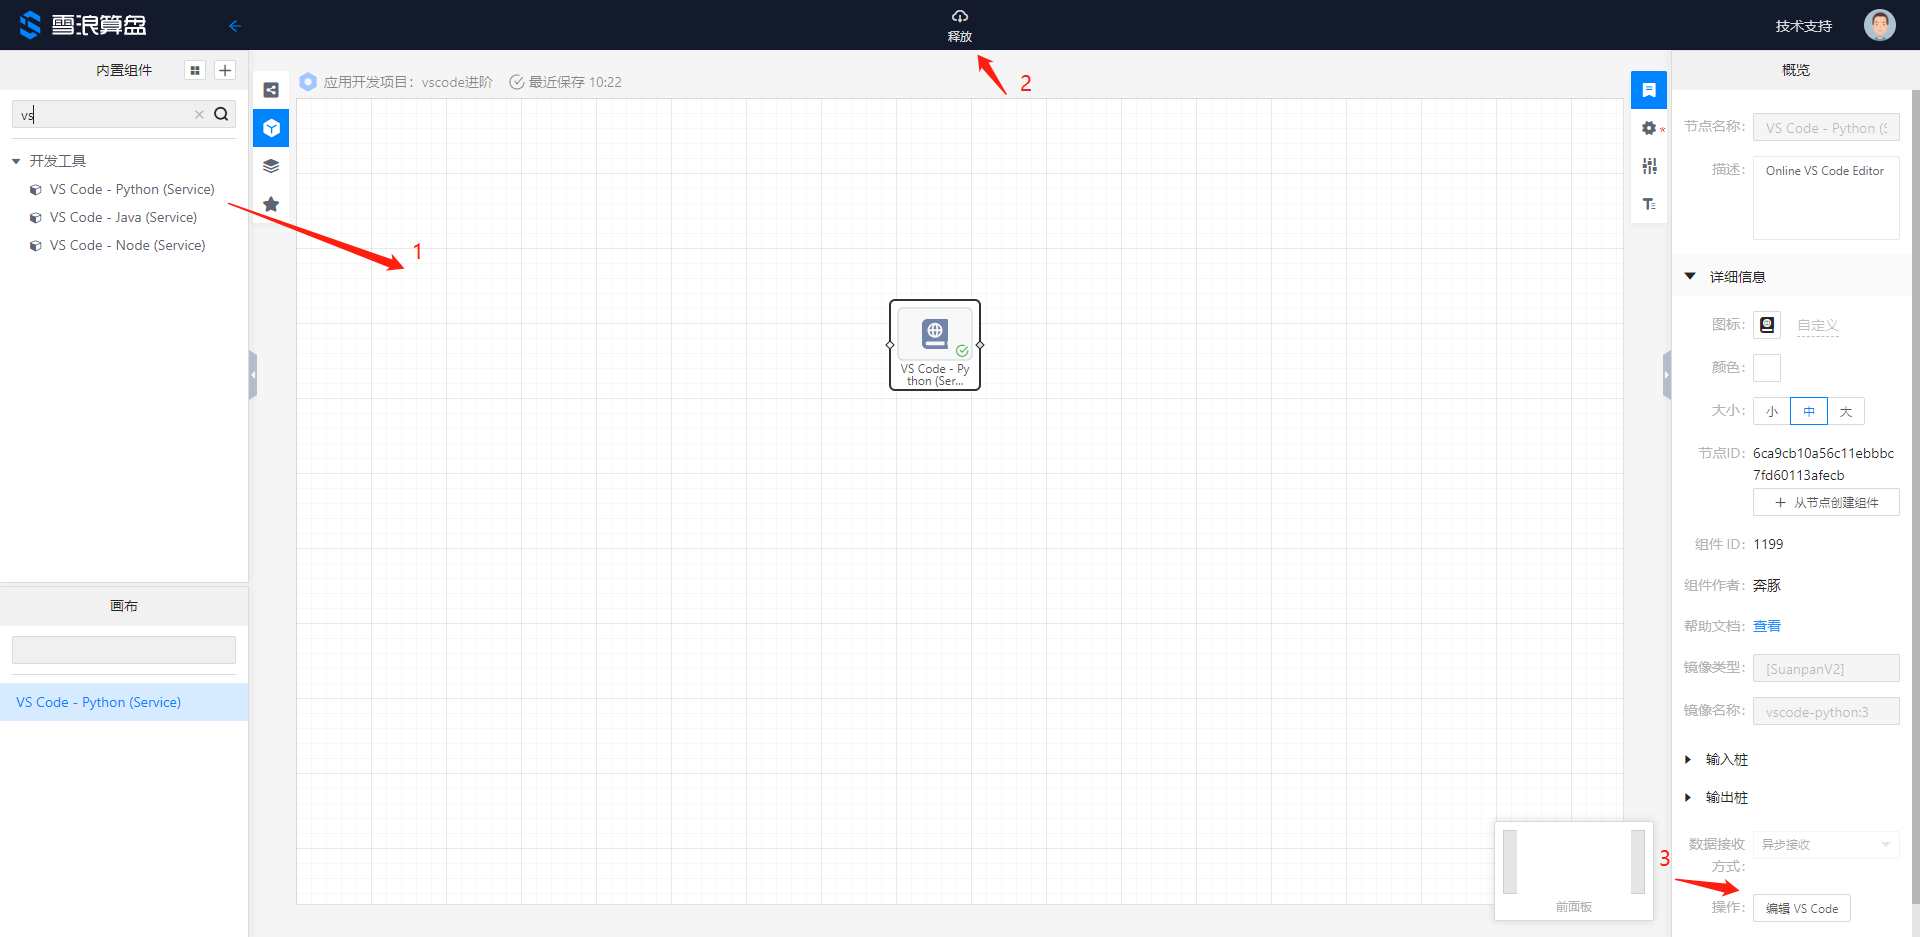 雪浪算盘
释放
技术支持
内置组件
vs
开发工具
VS Code - Python (Service)
VS Code - Java (Service)
VS Code - Node (Service)
画布
VS Code - Python (Service)
应用开发项目：vscode进阶
最近保存 10:22
1
2
VS Code - Py
thon (Ser...
前面板
3
概览
节点名称：
VS Code - Python (S
描述：
Online VS Code Editor
详细信息
图标：
自定义
颜色：
大小：
小 中 大
节点ID：
6ca9cb10a56c11ebbbc
7fd60113afecb
+ 从节点创建组件
组件 ID：
1199
组件作者：
奔豚
帮助文档：
查看
镜像类型：
[SuanpanV2]
镜像名称：
vscode-python:3
输入桩
输出桩
数据接收
方式：
异步接收
操作：
编辑 VS Code